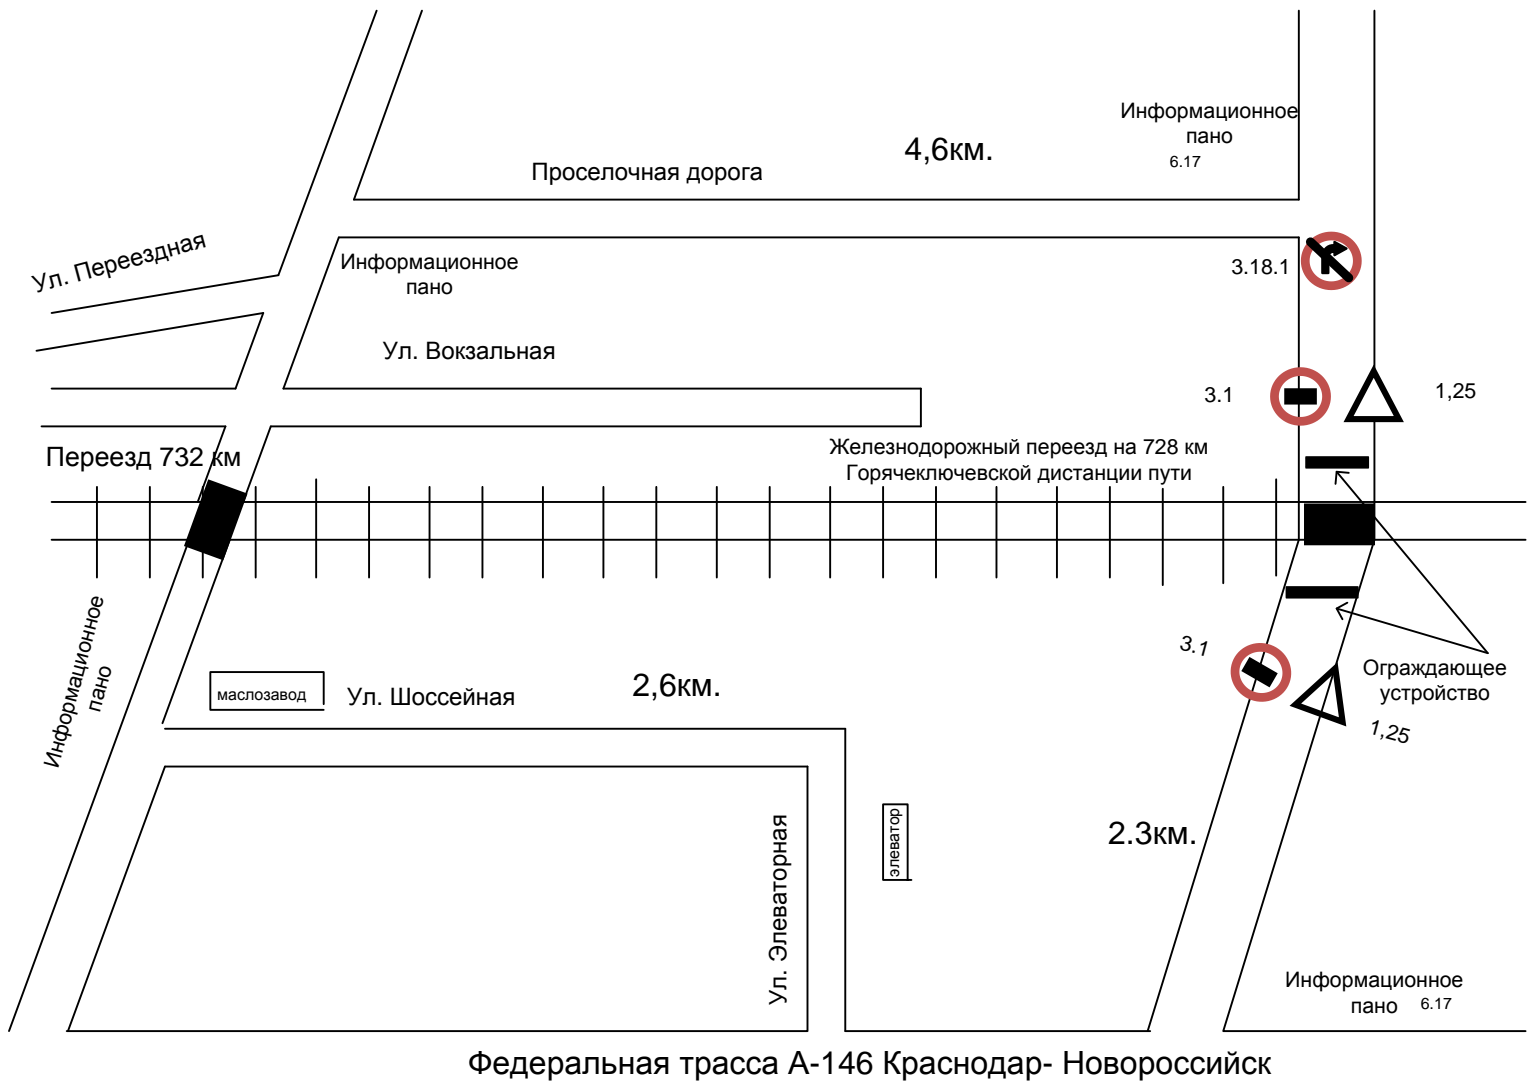 Информационное
пано
6.17
4,6км.
Проселочная дорога
Ул. Переездная
Информационное
пано
3.18.1
Ул. Вокзальная
3.1
1,25
Переезд 732 км
Железнодорожный переезд на 728 км
Горячеключевской дистанции пути
Информационное
пано
3.1
Ограждающее
устройство
маслозавод
Ул. Шоссейная
2,6км.
1,25
элеватор
2.3км.
Ул. Элеваторная
Информационное
пано 6.17
Федеральная трасса А-146 Краснодар- Новороссийск